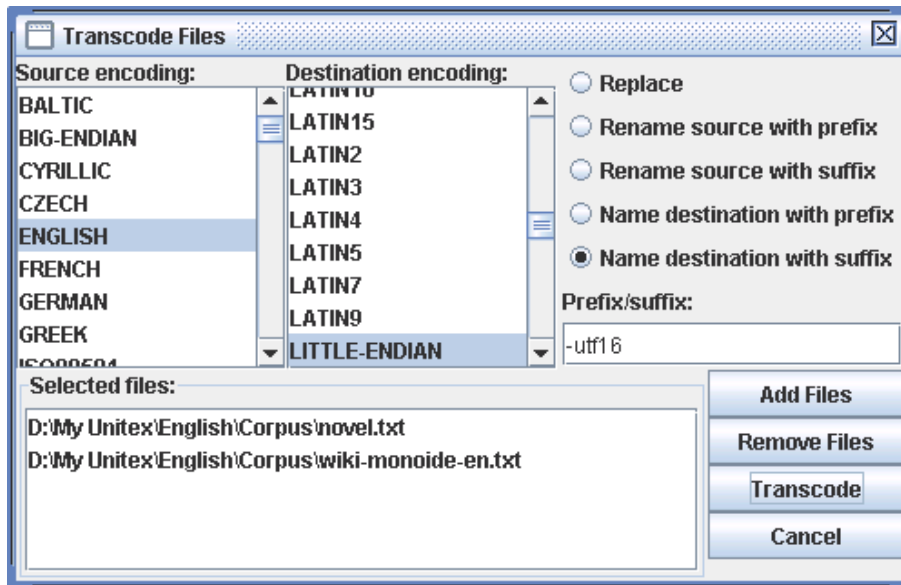 Transcode Files
Source encoding:
BALTIC
BIG-ENDIAN
CYRILLIC
CZECH
ENGLISH
FRENCH
GERMAN
GREEK
Destination encoding:
LATIN10
LATIN15
LATIN2
LATIN3
LATIN4
LATIN5
LATIN7
LATIN9
LITTLE-ENDIAN
Replace
Rename source with prefix
Rename source with suffix
Name destination with prefix
Name destination with suffix
Prefix/suffix:
-utf16
Selected files:
D:\My Unitex\English\Corpus\novel.txt
D:\My Unitex\English\Corpus\wiki-monoide-en.txt
Add Files
Remove Files
Transcode
Cancel